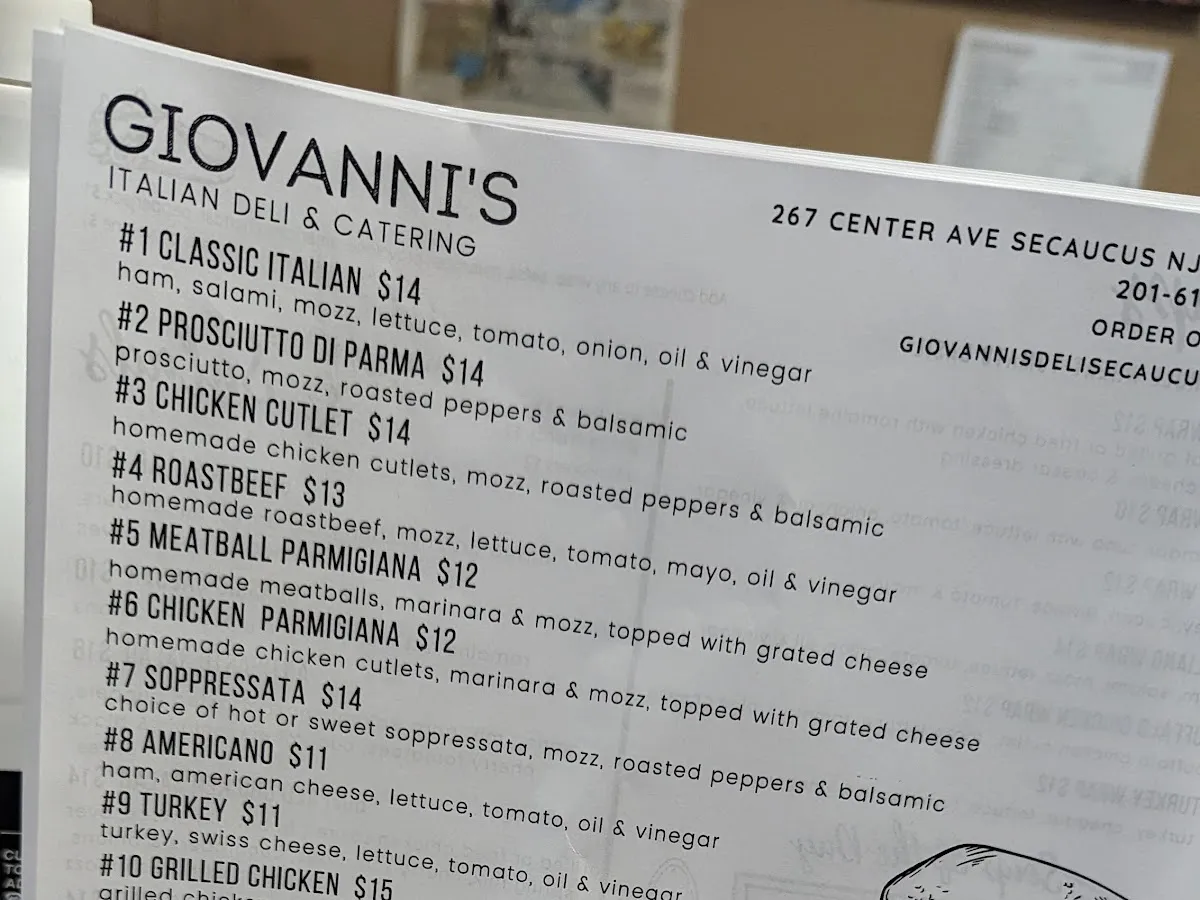 GIOVANNI'S
ITALIAN DELI & CATERING
267 CENTER AVE SECAUCUS NJ
201-61
ORDER O
GIOVANNISDELISECAUCU
#1 CLASSIC ITALIAN $14
ham, salami, mozz, lettuce, tomato, onion, oil & vinegar
#2 PROSCIUTTO DI PARMA $14
prosciutto, mozz, roasted peppers & balsamic
#3 CHICKEN CUTLET $14
homemade chicken cutlets, mozz, roasted peppers & balsamic
#4 ROASTBEEF $13
homemade roastbeef, mozz, lettuce, tomato, mayo, oil & vinegar
#5 MEATBALL PARMIGIANA $12
homemade meatballs, marinara & mozz, topped with grated cheese
#6 CHICKEN PARMIGIANA $12
homemade chicken cutlets, marinara & mozz, topped with grated cheese
#7 SOPPRESSATA $14
choice of hot or sweet soppressata, mozz, roasted peppers & balsamic
#8 AMERICANO $11
ham, american cheese, lettuce, tomato, oil & vinegar
#9 TURKEY $11
turkey, swiss cheese, lettuce, tomato, oil & vinegar
#10 GRILLED CHICKEN $15
grilled